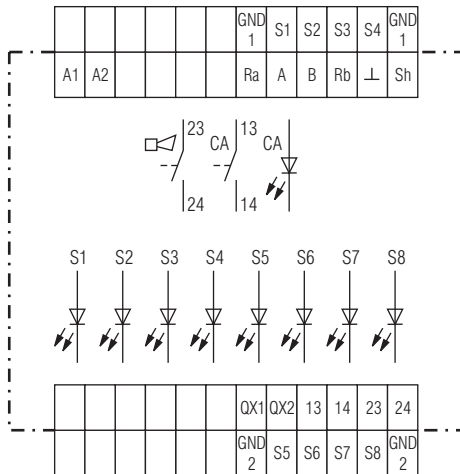 GND 1 S1 S2 S3 S4 GND 1
A1 A2 Ra A B Rb ⊥ Sh
23 CA 13 CA
24 14
S1 S2 S3 S4 S5 S6 S7 S8
QX1 QX2 13 14 23 24
GND 2 S5 S6 S7 S8 GND 2